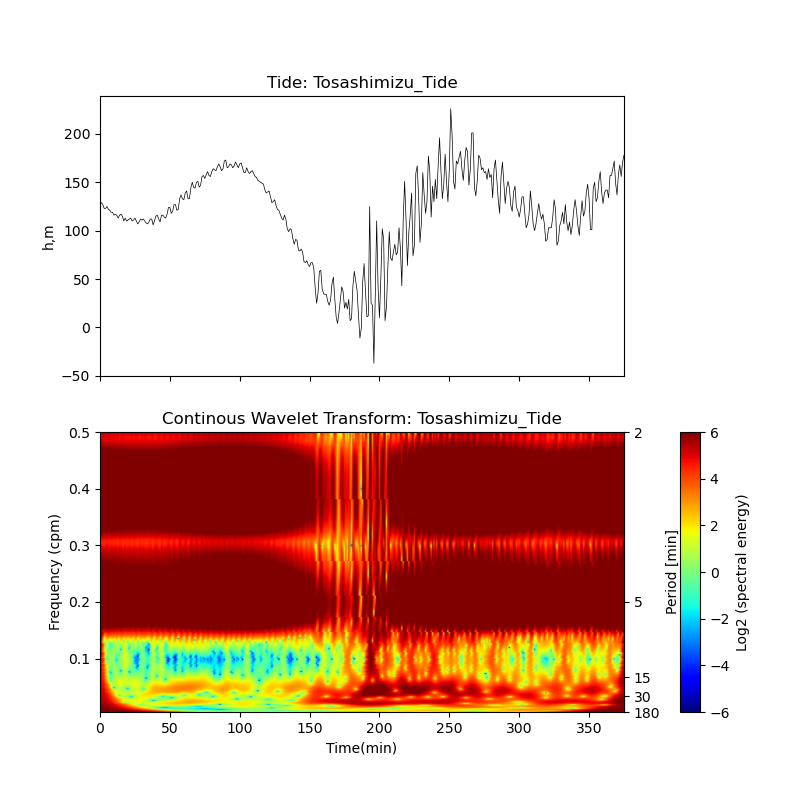 Tide: Tosashimizu_Tide
200
150
100
50
0
−50
h,m
Continous Wavelet Transform: Tosashimizu_Tide
0.5
0.4
0.3
0.2
0.1
Frequency (cpm)
0 50 100 150 200 250 300 350
Time(min)
2
5
15
30
180
Period [min]
6
4
2
0
−2
−4
−6
Log2 (spectral energy)